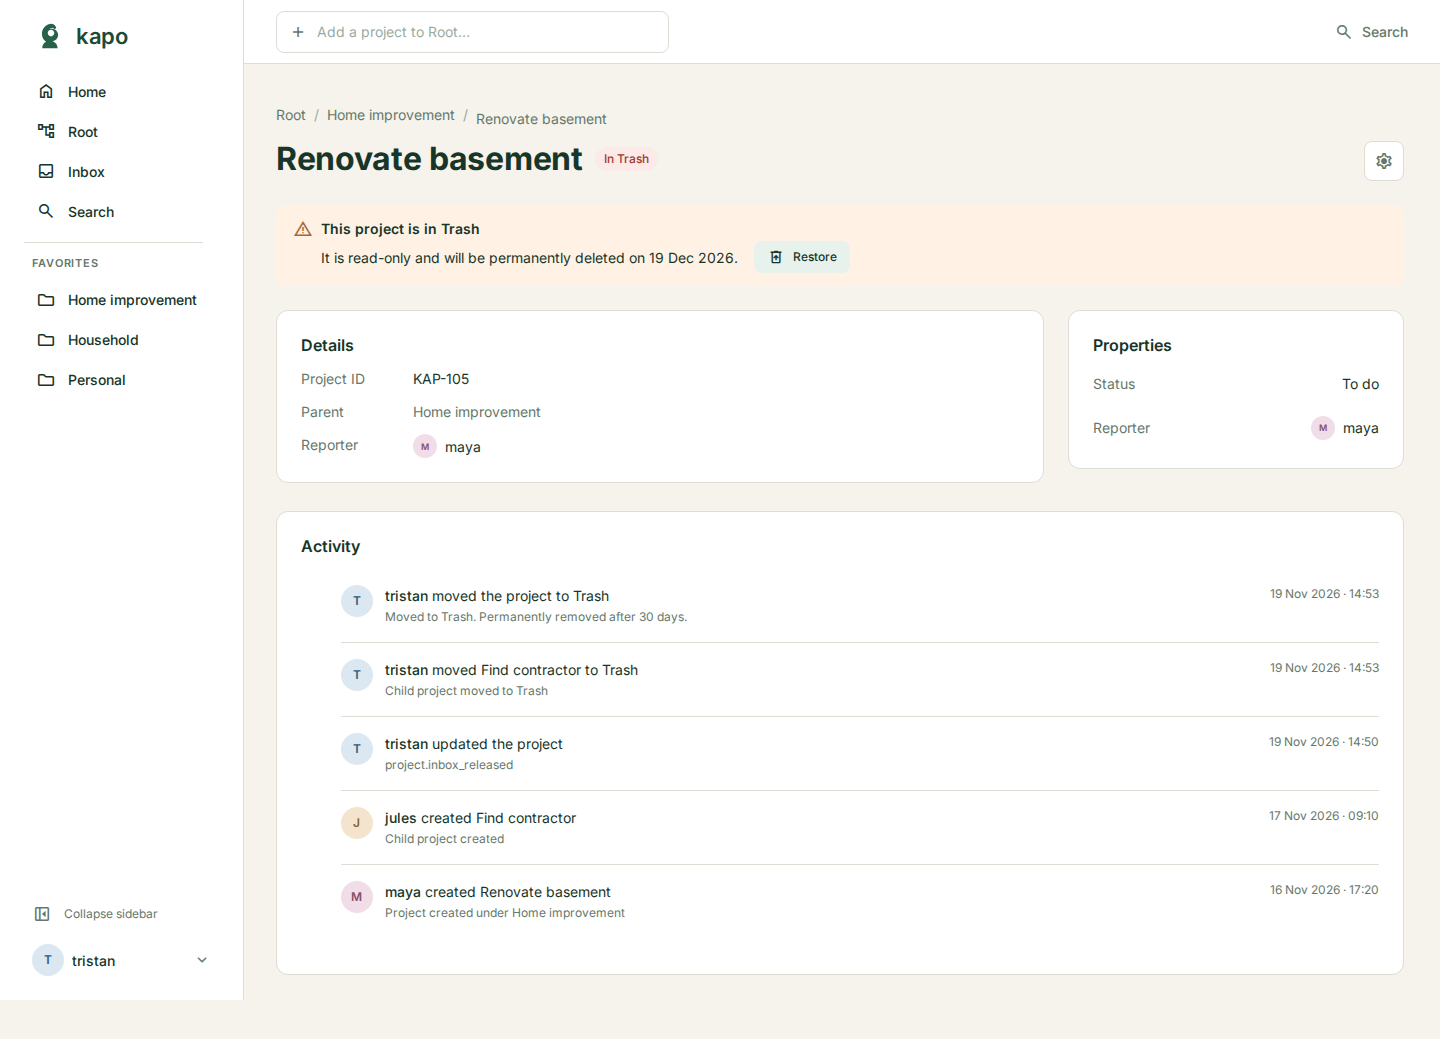 kapo
Add a project to Root...
Search
Home
Root
Inbox
Search
FAVORITES
Home improvement
Household
Personal
Collapse sidebar
T tristan
Root / Home improvement / Renovate basement
Renovate basement In Trash
This project is in Trash
It is read-only and will be permanently deleted on 19 Dec 2026. Restore
Details
Project ID KAP-105
Parent Home improvement
Reporter M maya
Properties
Status To do
Reporter M maya
Activity
T tristan moved the project to Trash 19 Nov 2026 · 14:53
Moved to Trash. Permanently removed after 30 days.
T tristan moved Find contractor to Trash 19 Nov 2026 · 14:53
Child project moved to Trash
T tristan updated the project 19 Nov 2026 · 14:50
project.inbox_released
J jules created Find contractor 17 Nov 2026 · 09:10
Child project created
M maya created Renovate basement 16 Nov 2026 · 17:20
Project created under Home improvement